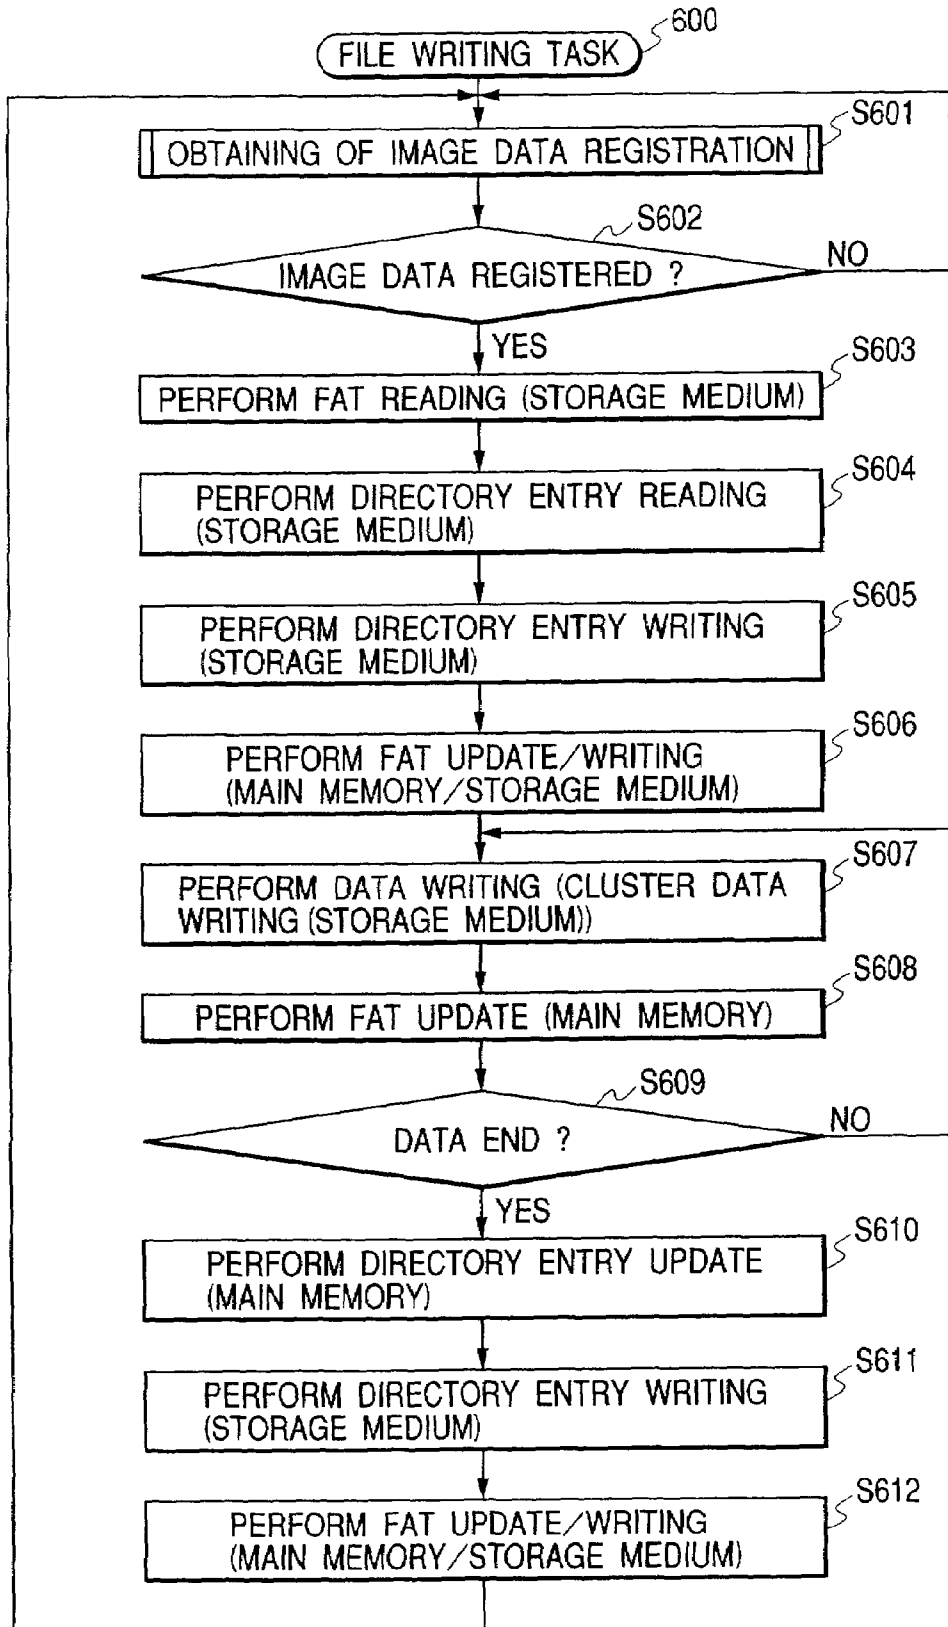 600
FILE WRITING TASK
S601
OBTAINING OF IMAGE DATA REGISTRATION
S602
IMAGE DATA REGISTERED ?
NO
YES
S603
PERFORM FAT READING (STORAGE MEDIUM)
S604
PERFORM DIRECTORY ENTRY READING
(STORAGE MEDIUM)
S605
PERFORM DIRECTORY ENTRY WRITING
(STORAGE MEDIUM)
S606
PERFORM FAT UPDATE/WRITING
(MAIN MEMORY/STORAGE MEDIUM)
S607
PERFORM DATA WRITING (CLUSTER DATA
WRITING (STORAGE MEDIUM))
S608
PERFORM FAT UPDATE (MAIN MEMORY)
S609
DATA END ?
NO
YES
S610
PERFORM DIRECTORY ENTRY UPDATE
(MAIN MEMORY)
S611
PERFORM DIRECTORY ENTRY WRITING
(STORAGE MEDIUM)
S612
PERFORM FAT UPDATE/WRITING
(MAIN MEMORY/STORAGE MEDIUM)